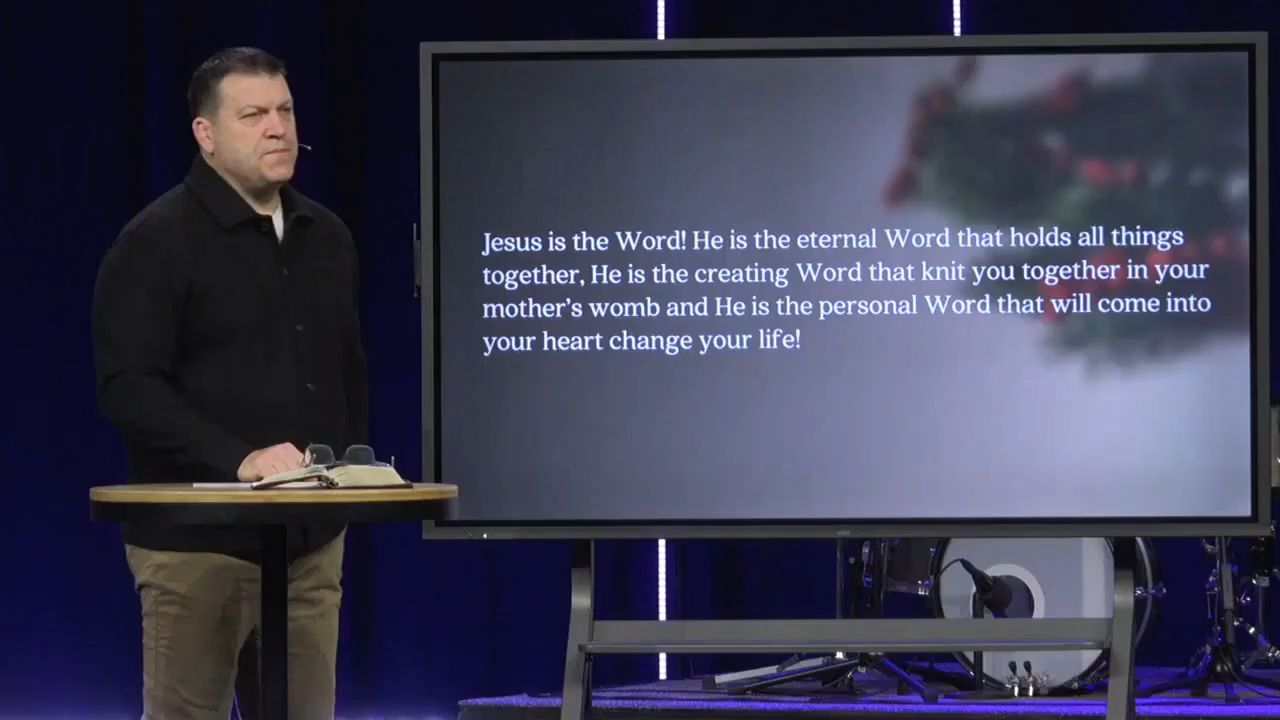 Jesus is the Word! He is the eternal Word that holds all things
together, He is the creating Word that knit you together in your
mother's womb and He is the personal Word that will come into
your heart change your life!